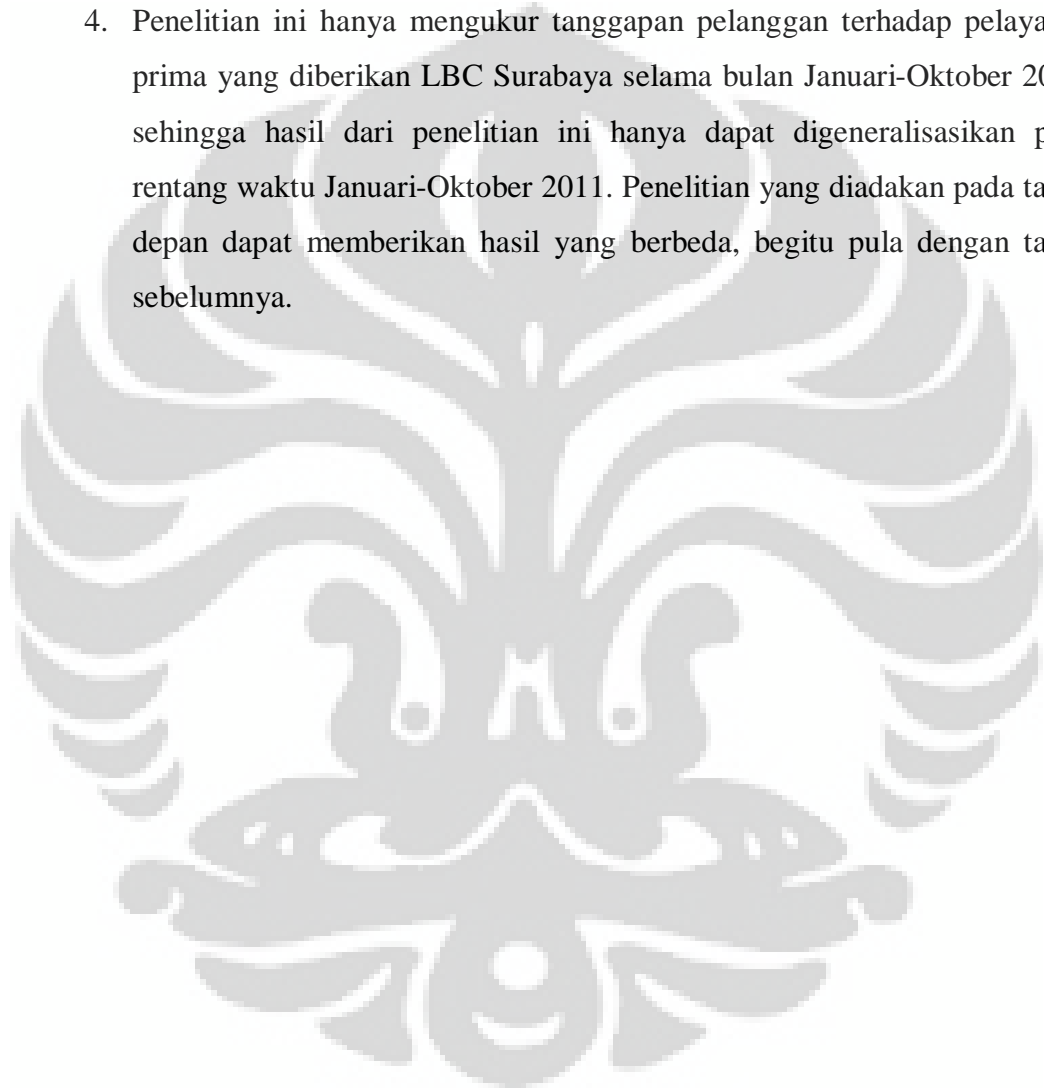 4. Penelitian ini hanya mengukur tanggapan pelanggan terhadap pelaya
prima yang diberikan LBC Surabaya selama bulan Januari-Oktober 20
sehingga hasil dari penelitian ini hanya dapat digeneralisasikan p
rentang waktu Januari-Oktober 2011. Penelitian yang diadakan pada ta
depan dapat memberikan hasil yang berbeda, begitu pula dengan ta
sebelumnya.